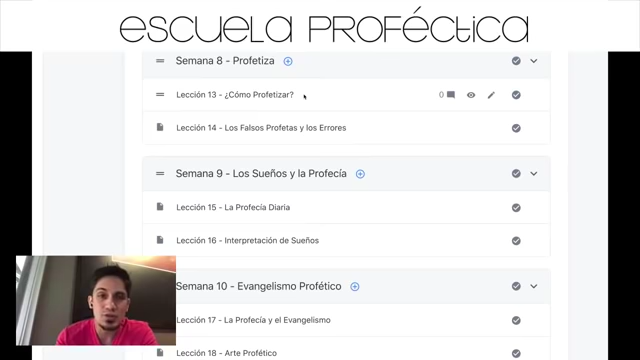 escuela proféctica
Semana 8 - Profetiza
Lección 13 - ¿Cómo Profetizar?
0
Lección 14 - Los Falsos Profetas y los Errores
Semana 9 - Los Sueños y la Profecía
Lección 15 - La Profecía Diaria
Lección 16 - Interpretación de Sueños
Semana 10 - Evangelismo Profético
Lección 17 - La Profecía y el Evangelismo
Lección 18 - Arte Profético